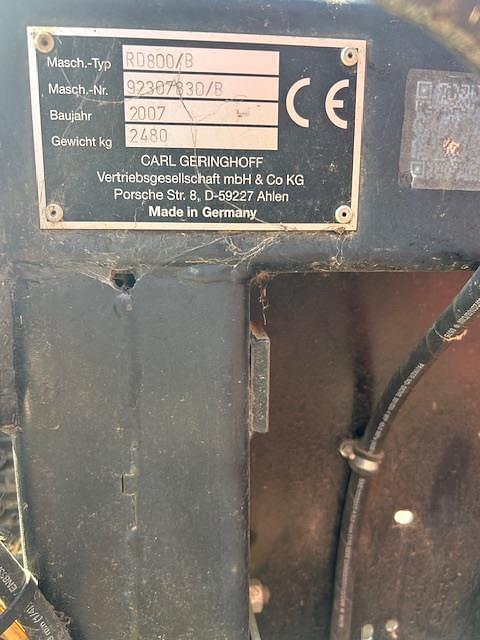 Masch.-Typ RD800/B
Masch.-Nr. 92307830/B
Baujahr 2007
Gewicht kg 2480
CE
CARL GERINGHOFF
Vertriebsgesellschaft mbH & Co KG
Porsche Str. 8, D-59227 Ahlen
Made in Germany